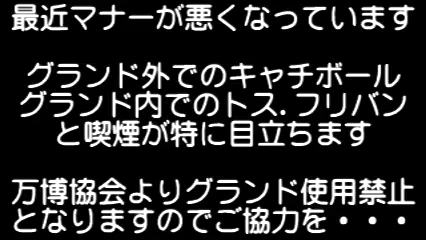 最近マナーが悪くなっています
グランド外でのキャチボール
グランド内でのトス.フリバン
と喫煙が特に目立ちます
万博協会よりグランド使用禁止
となりますのでご協力を・・・